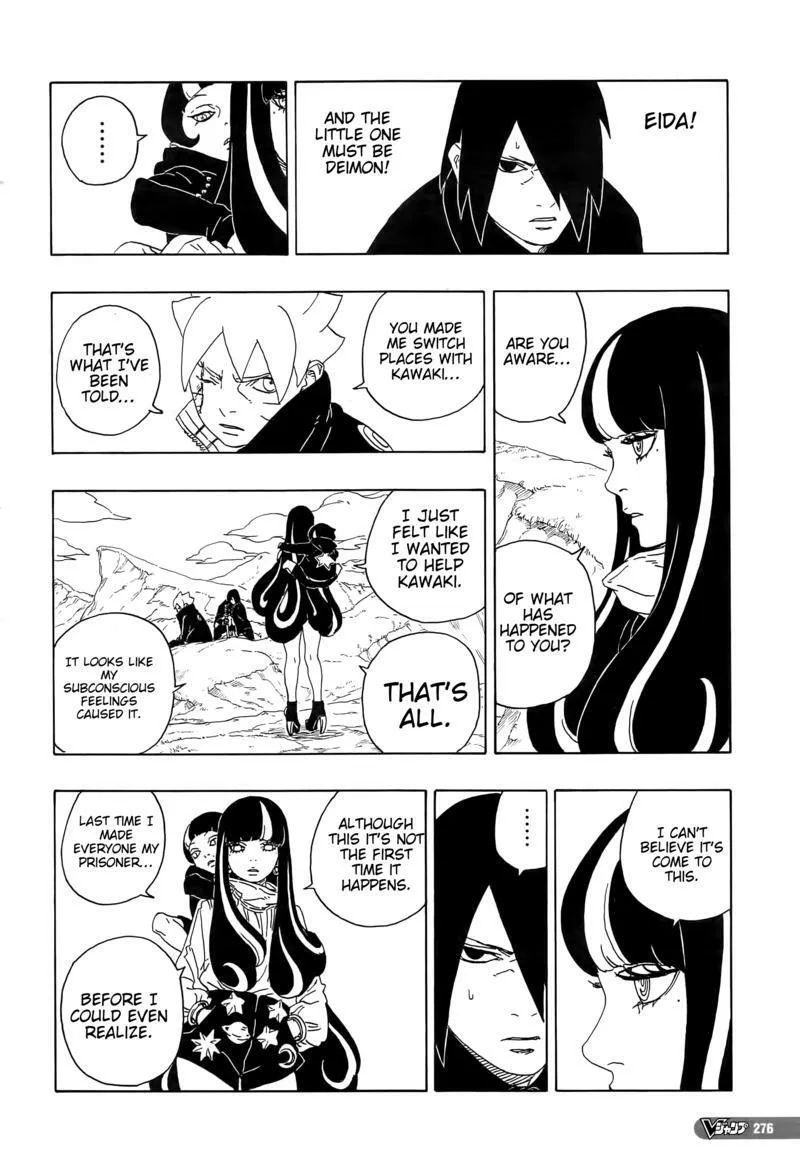 EIDA!
AND THE
LITTLE ONE
MUST BE
DEIMON!
......
ARE YOU
AWARE...
OF WHAT
HAS
HAPPENED
TO YOU?
YOU MADE
ME SWITCH
PLACES WITH
KAWAKI...
THAT'S
WHAT I'VE
BEEN
TOLD...
I JUST
FELT LIKE
I WANTED
TO HELP
KAWAKI.
THAT'S
ALL.
IT LOOKS LIKE
MY
SUBCONSCIOUS
FEELINGS
CAUSED IT.
I CAN'T
BELIEVE IT'S
COME TO
THIS.
......
ALTHOUGH
THIS IT'S NOT
THE FIRST
TIME IT
HAPPENS.
LAST TIME I
MADE
EVERYONE MY
PRISONER...
BEFORE I
COULD EVEN
REALIZE.
Vジャンプ 276